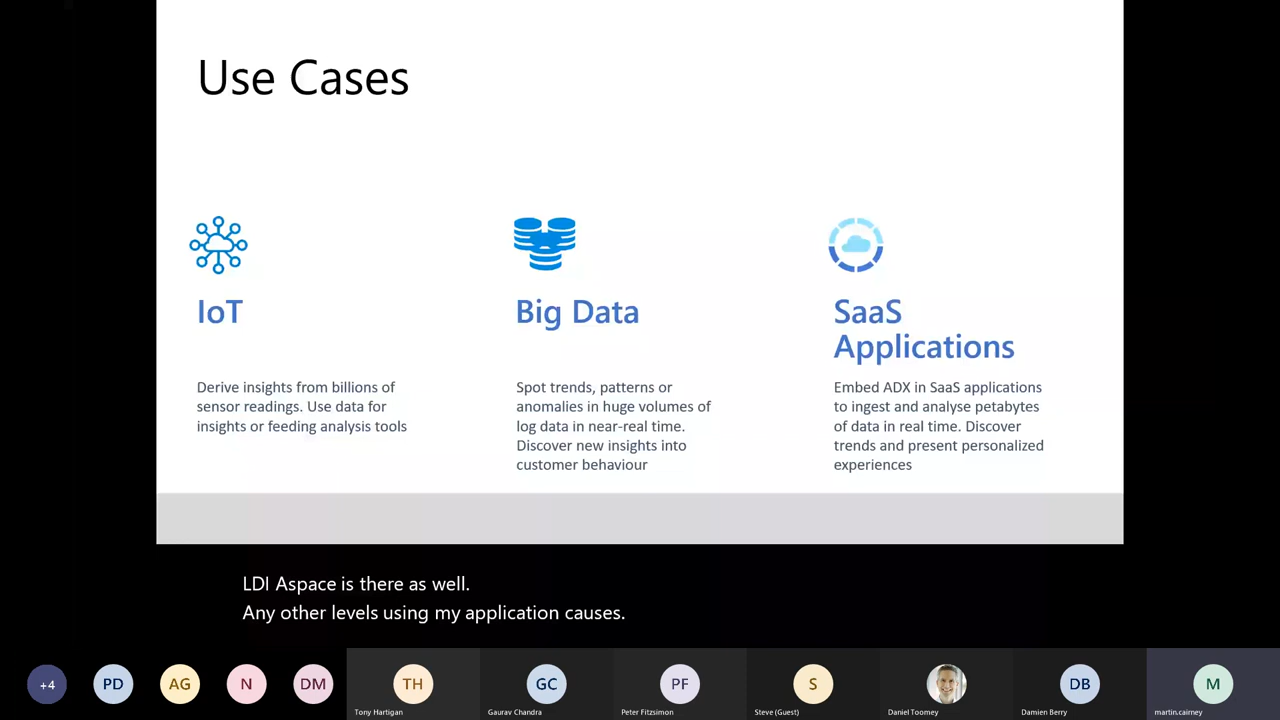 Use Cases
IoT
Derive insights from billions of
sensor readings. Use data for
insights or feeding analysis tools
Big Data
Spot trends, patterns or
anomalies in huge volumes of
log data in near-real time.
Discover new insights into
customer behaviour
SaaS
Applications
Embed ADX in SaaS applications
to ingest and analyse petabytes
of data in real time. Discover
trends and present personalized
experiences
LDI Aspace is there as well.
Any other levels using my application causes.
+4
PD
AG
N
DM
TH
Tony Hartigan
GC
Gaurav Chandra
PF
Peter Fitzsimon
S
Steve (Guest)
Daniel Toomey
DB
Damien Berry
M
martin.cairney